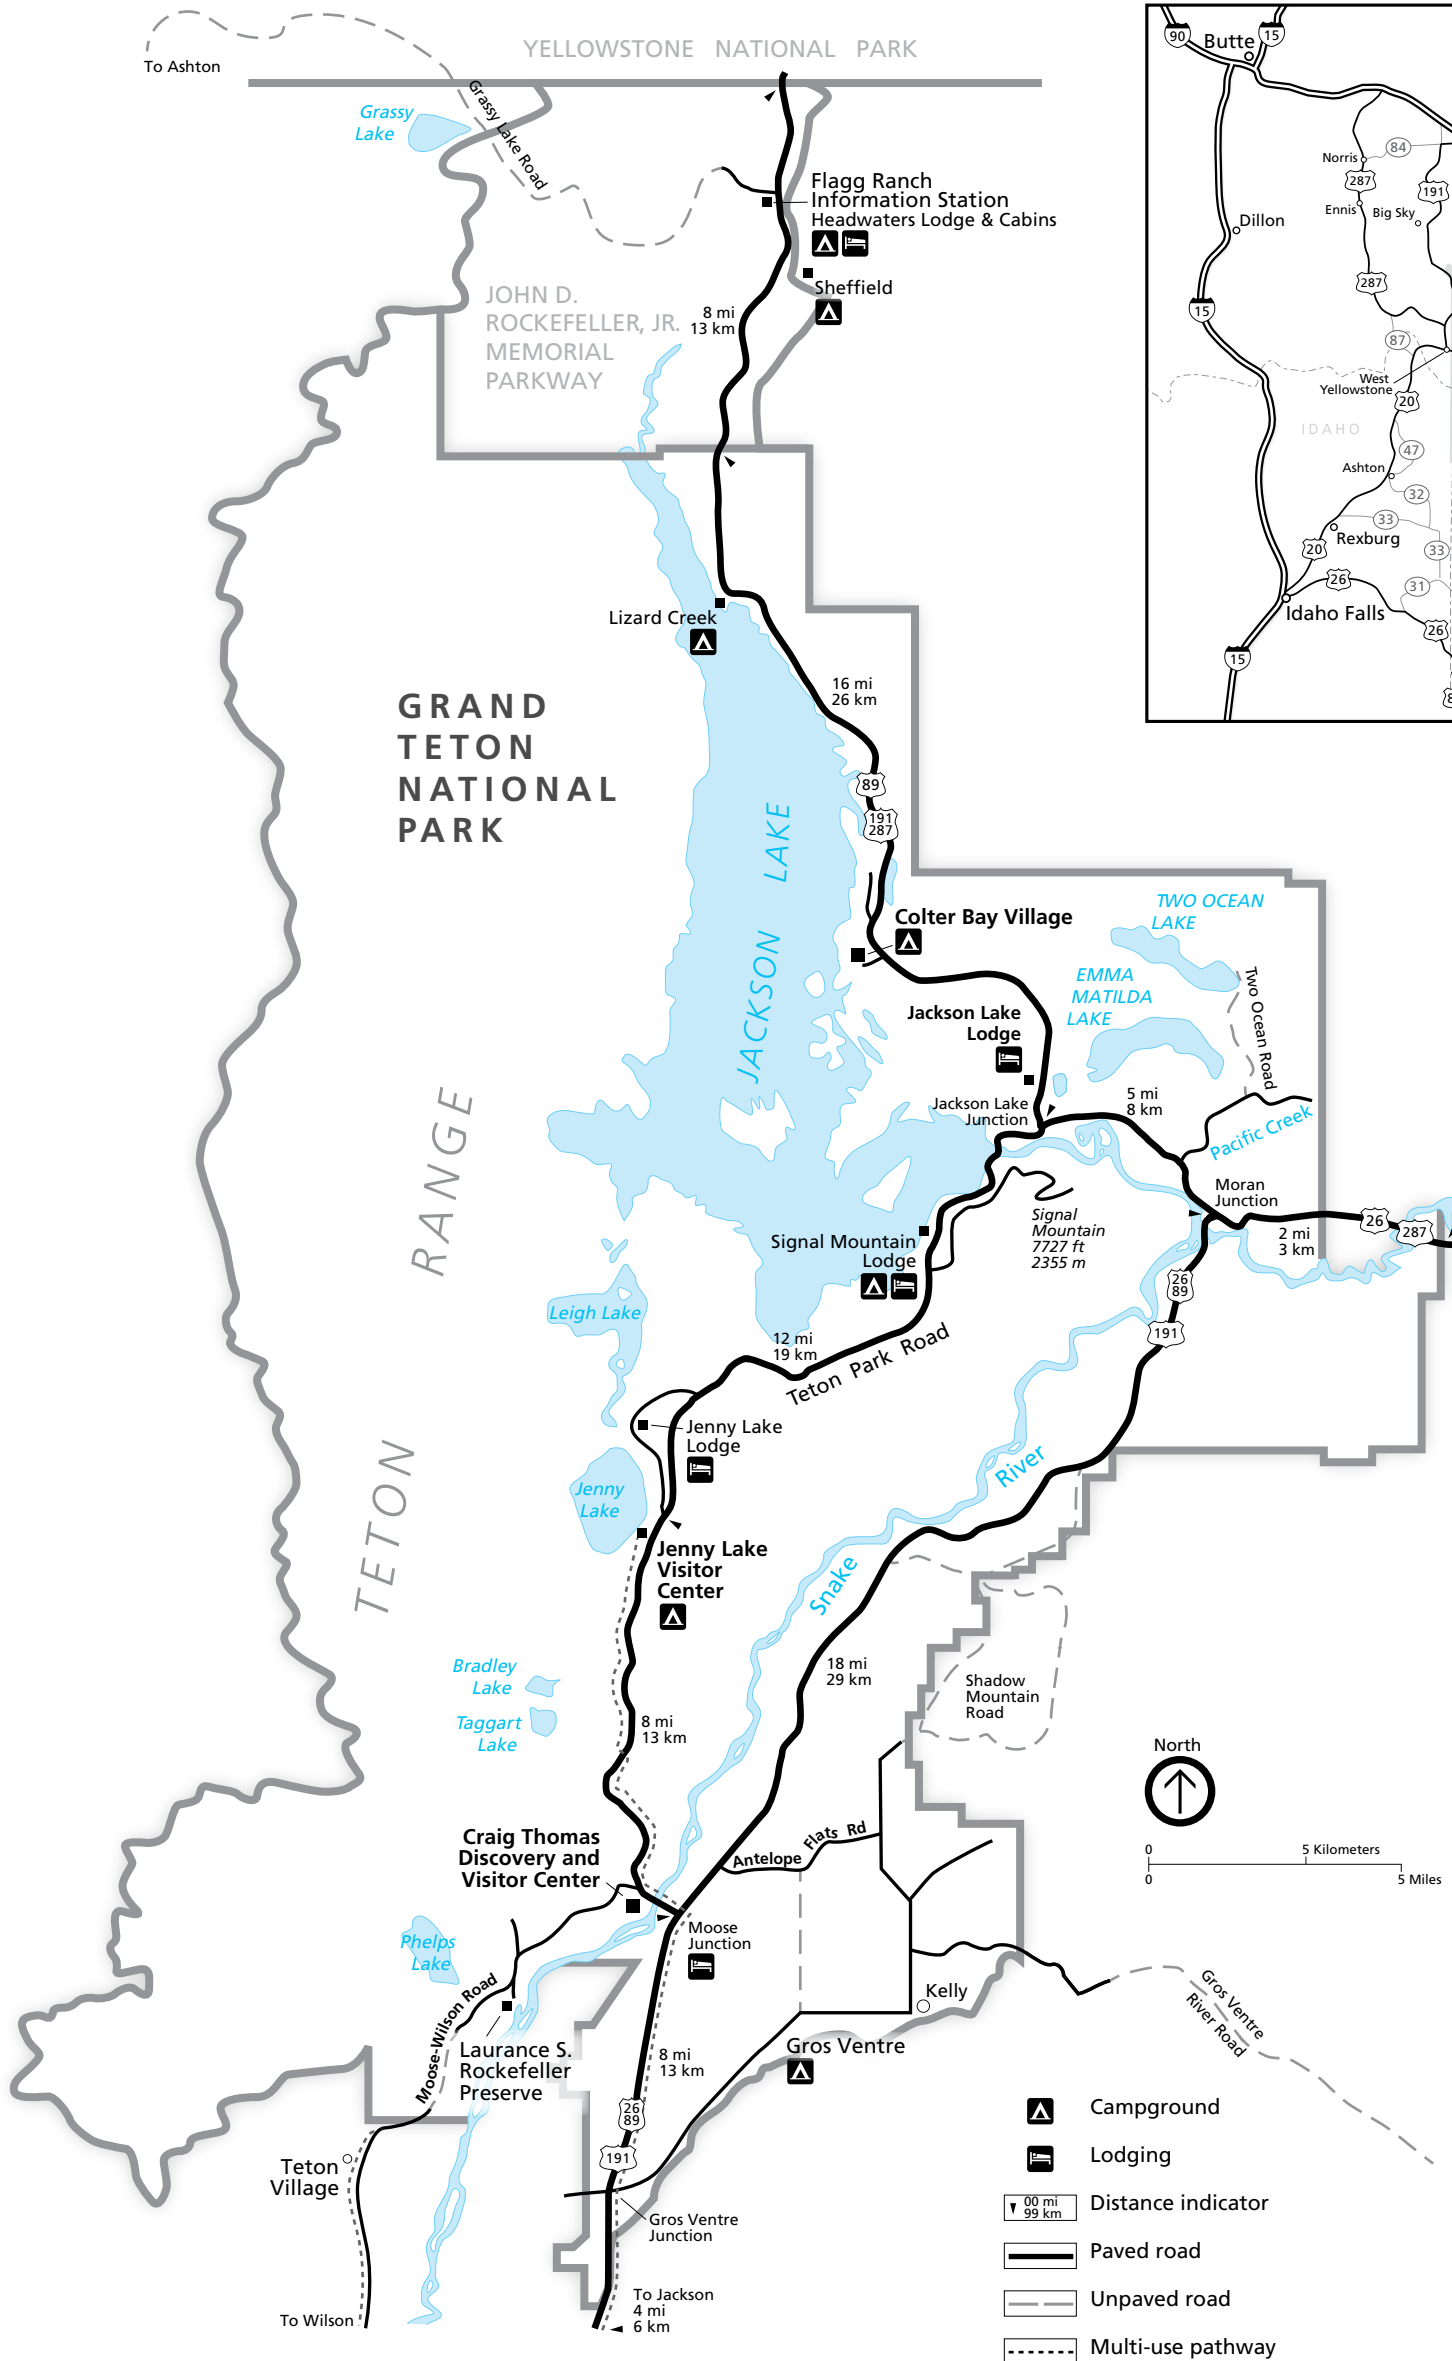 YELLOWSTONE NATIONAL PARK
To Ashton
Grassy Lake Road
Grassy
Lake
Flagg Ranch
Information Station
Headwaters Lodge & Cabins
Sheffield
JOHN D.
ROCKEFELLER, JR.
MEMORIAL
PARKWAY
8 mi
13 km
Lizard Creek
16 mi
26 km
GRAND
TETON
NATIONAL
PARK
89
191
287
JACKSON LAKE
Colter Bay Village
TWO OCEAN
LAKE
EMMA
MATILDA
LAKE
Two Ocean Road
Jackson Lake
Lodge
Jackson Lake
Junction
5 mi
8 km
Pacific Creek
Moran
Junction
26
287
2 mi
3 km
Signal
Mountain
7727 ft
2355 m
Signal Mountain
Lodge
26
89
191
TETON RANGE
Leigh Lake
12 mi
19 km
Teton Park Road
Jenny Lake
Lodge
Jenny
Lake
Snake River
Jenny Lake
Visitor
Center
Bradley
Lake
Taggart
Lake
8 mi
13 km
18 mi
29 km
Shadow
Mountain
Road
North
0
5 Kilometers
0
5 Miles
Craig Thomas
Discovery and
Visitor Center
Antelope Flats Rd
Moose
Junction
Phelps
Lake
Moose-Wilson Road
Kelly
Gros Ventre
River Road
Laurance S.
Rockefeller
Preserve
8 mi
13 km
Gros Ventre
26
89
191
Teton
Village
Gros Ventre
Junction
To Wilson
To Jackson
4 mi
6 km
Campground
Lodging
00 mi
99 km
Distance indicator
Paved road
Unpaved road
Multi-use pathway
90
Butte
15
Norris
84
287
191
Ennis
Big Sky
Dillon
287
15
87
West
Yellowstone
20
IDAHO
47
Ashton
32
33
Rexburg
20
33
26
31
Idaho Falls
26
15